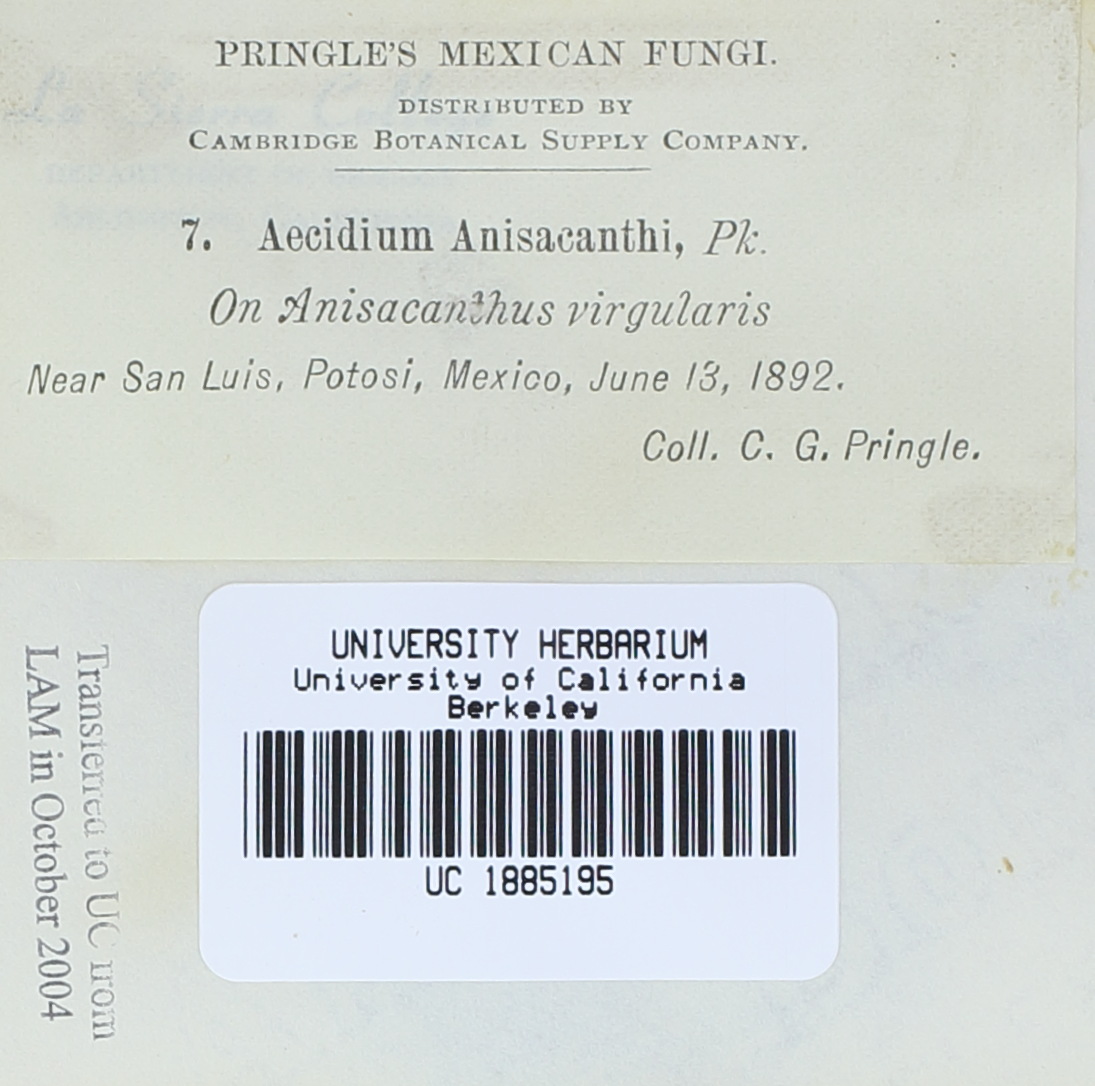 PRINGLE'S MEXICAN FUNGI.
DISTRIBUTED BY
CAMBRIDGE BOTANICAL SUPPLY COMPANY.
7. Aecidium Anisacanthi, Pk.
On Anisacanthus virgularis
Near San Luis, Potosi, Mexico, June 13, 1892.
Coll. C. G. Pringle.
UNIVERSITY HERBARIUM
University of California
Berkeley
UC 1885195
Transferred to UC from
LAM in October 2004